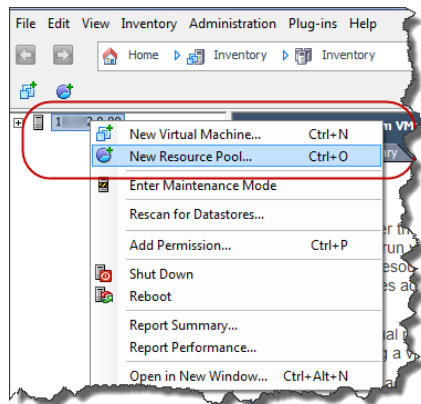 File Edit View Inventory Administration Plug-ins Help
Home Inventory Inventory
New Virtual Machine... Ctrl+N
New Resource Pool... Ctrl+O
Enter Maintenance Mode
Rescan for Datastores...
Add Permission... Ctrl+P
Shut Down
Reboot
Report Summary...
Report Performance...
Open in New Window... Ctrl+Alt+N